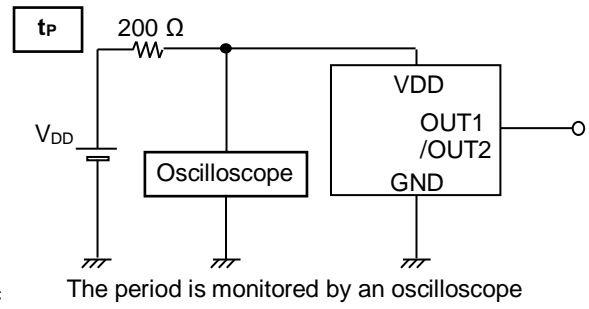 tP
200 Ω
VDD
VDD
OUT1
/OUT2
GND
Oscilloscope
The period is monitored by an oscilloscope